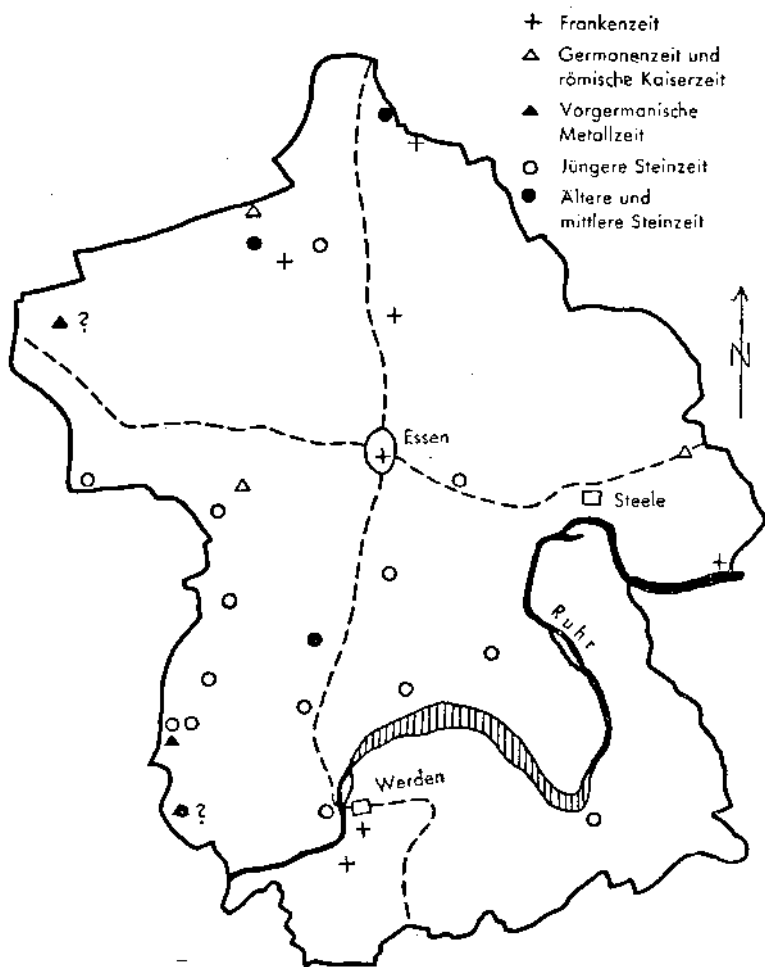 Frankenzeit
Germanenzeit und
römische Kaiserzeit
Vorgermanische
Metallzeit
Jüngere Steinzeit
Ältere und
mittlere Steinzeit
?
N
Essen
Steele
Ruhr
Werden
?